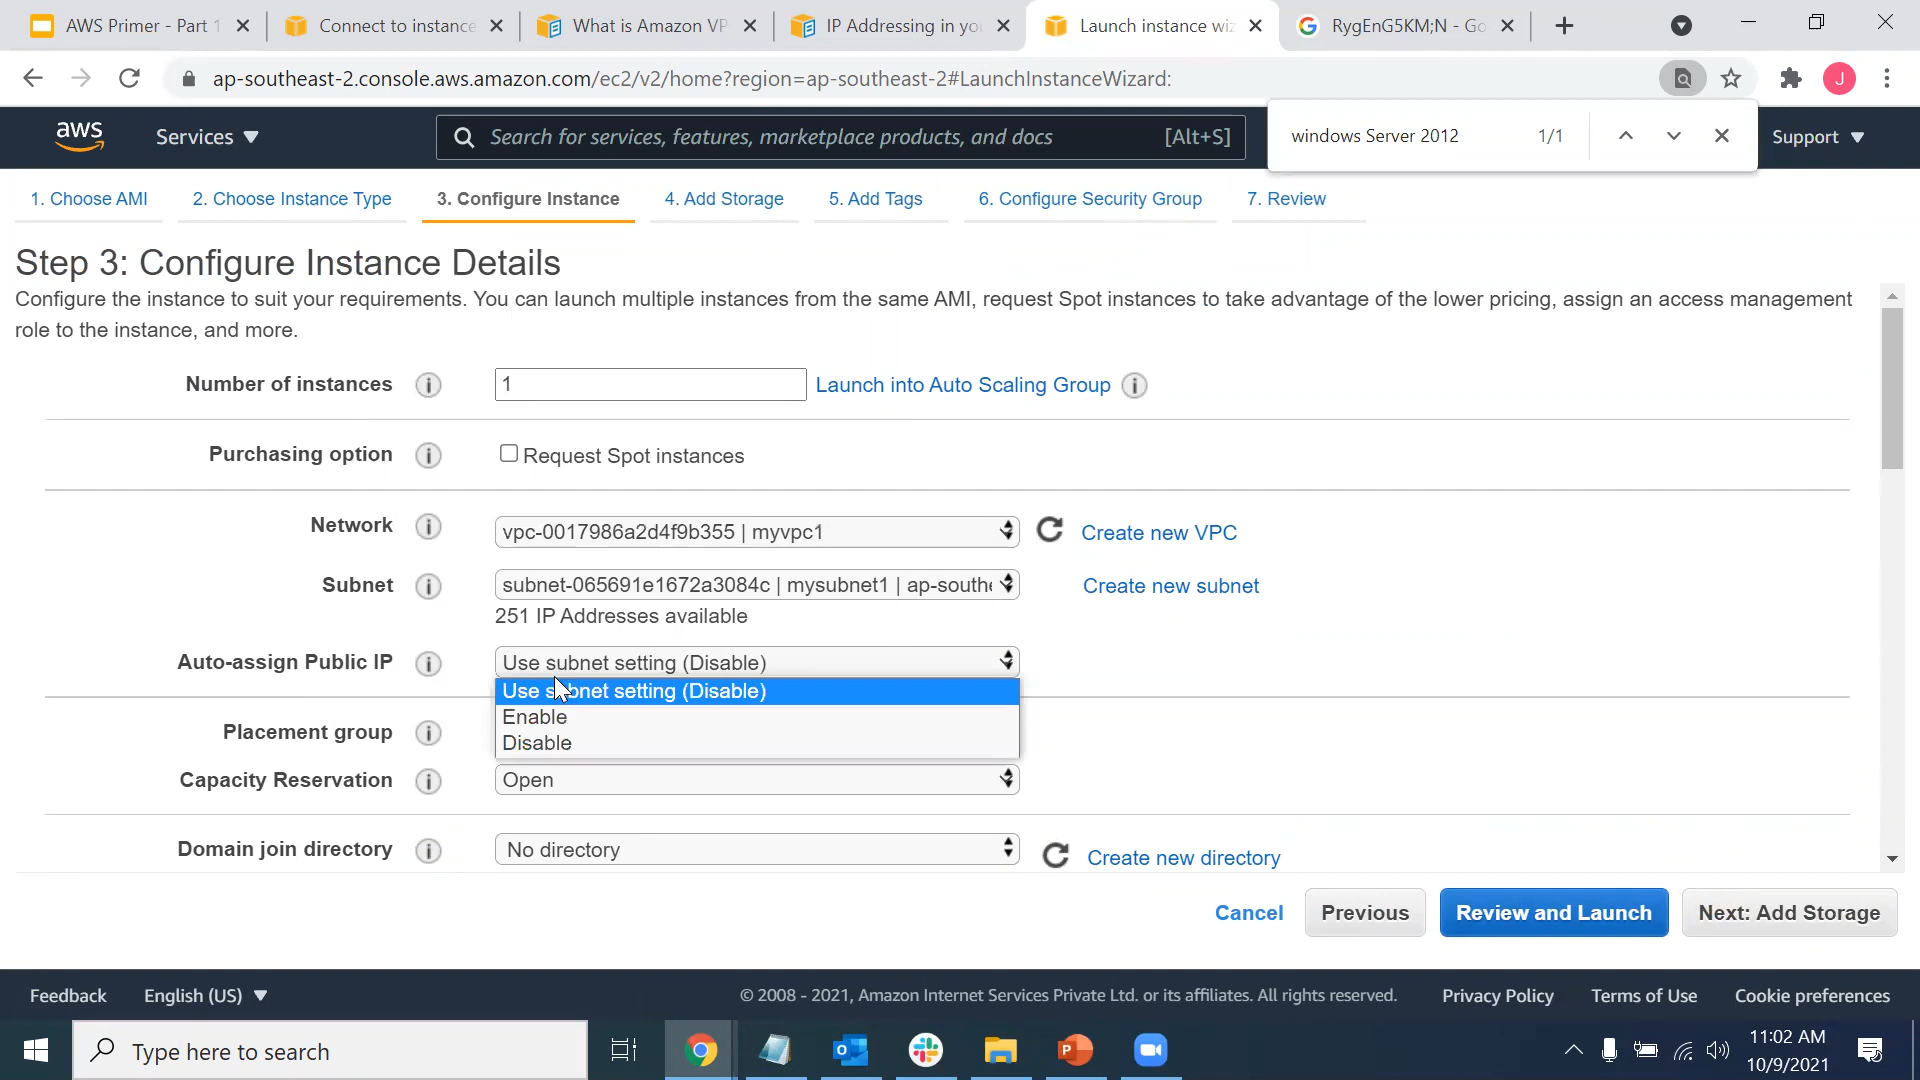 AWS Primer - Part 1
Connect to instance
What is Amazon VP
IP Addressing in yo
Launch instance wiz
RygEnG5KM;N - Go
ap-southeast-2.console.aws.amazon.com/ec2/v2/home?region=ap-southeast-2#LaunchInstanceWizard:
J
aws
Services
Search for services, features, marketplace products, and docs
[Alt+S]
windows Server 2012
1/1
Support
1. Choose AMI
2. Choose Instance Type
3. Configure Instance
4. Add Storage
5. Add Tags
6. Configure Security Group
7. Review
Step 3: Configure Instance Details
Configure the instance to suit your requirements. You can launch multiple instances from the same AMI, request Spot instances to take advantage of the lower pricing, assign an access management
role to the instance, and more.
Number of instances
1
Launch into Auto Scaling Group
Purchasing option
Request Spot instances
Network
vpc-0017986a2d4f9b355 | myvpc1
Create new VPC
Subnet
subnet-065691e1672a3084c | mysubnet1 | ap-southe
Create new subnet
251 IP Addresses available
Auto-assign Public IP
Use subnet setting (Disable)
Use subnet setting (Disable)
Enable
Disable
Placement group
Capacity Reservation
Open
Domain join directory
No directory
Create new directory
Cancel
Previous
Review and Launch
Next: Add Storage
Feedback
English (US)
© 2008 - 2021, Amazon Internet Services Private Ltd. or its affiliates. All rights reserved.
Privacy Policy
Terms of Use
Cookie preferences
Type here to search
11:02 AM
10/9/2021